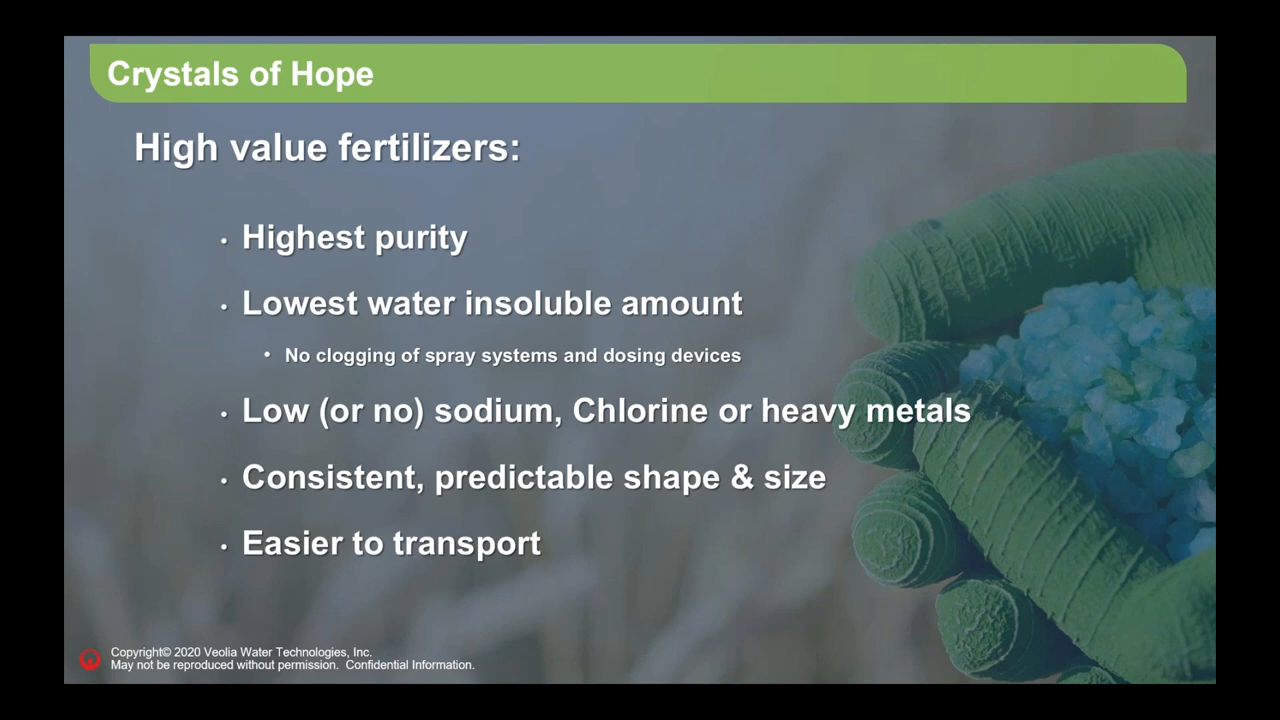 Crystals of Hope
High value fertilizers:
• Highest purity
• Lowest water insoluble amount
• No clogging of spray systems and dosing devices
• Low (or no) sodium, Chlorine or heavy metals
• Consistent, predictable shape & size
• Easier to transport
Copyright© 2020 Veolia Water Technologies, Inc.
May not be reproduced without permission. Confidential Information.